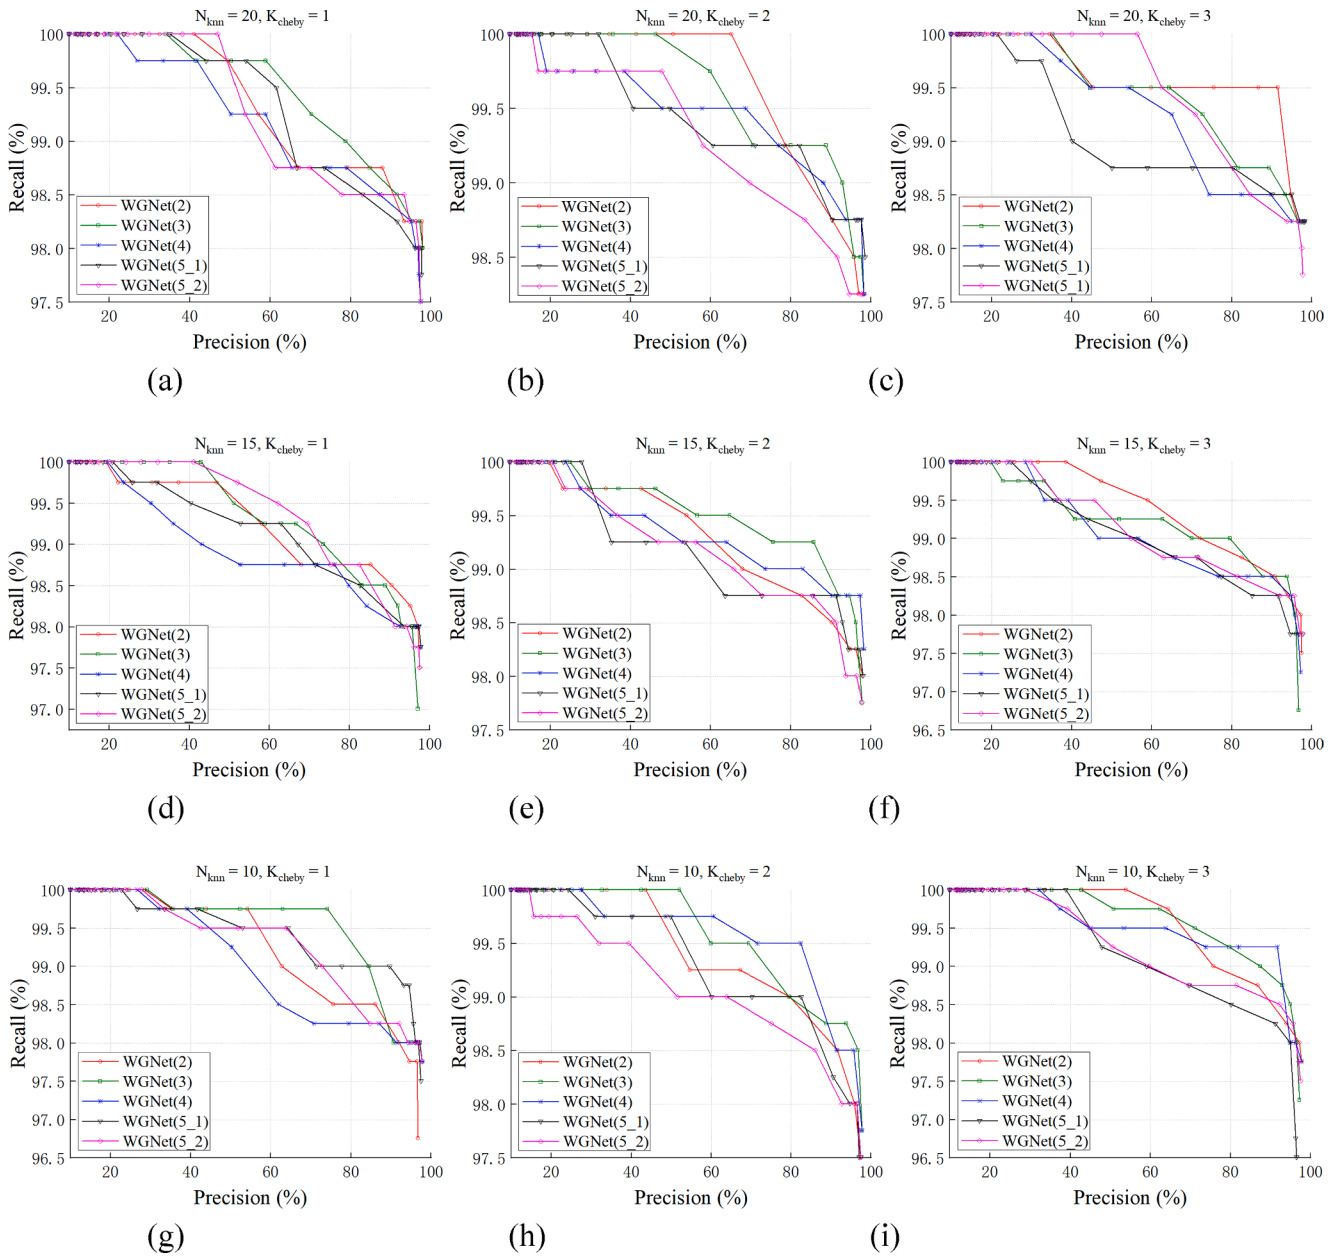 N_knn = 20, K_cheby = 1
100
99.5
99.0
98.5
98.0
97.5
Recall (%)
WGNet(2)
WGNet(3)
WGNet(4)
WGNet(5_1)
WGNet(5_2)
20 40 60 80 100
Precision (%)
(a)
N_knn = 20, K_cheby = 2
100
99.5
99.0
98.5
Recall (%)
WGNet(2)
WGNet(3)
WGNet(4)
WGNet(5_1)
WGNet(5_2)
20 40 60 80 100
Precision (%)
(b)
N_knn = 20, K_cheby = 3
100
99.5
99.0
98.5
98.0
97.5
Recall (%)
WGNet(2)
WGNet(3)
WGNet(4)
WGNet(5_1)
WGNet(5_1)
20 40 60 80 100
Precision (%)
(c)
N_knn = 15, K_cheby = 1
100
99.5
99.0
98.5
98.0
97.5
97.0
Recall (%)
WGNet(2)
WGNet(3)
WGNet(4)
WGNet(5_1)
WGNet(5_2)
20 40 60 80 100
Precision (%)
(d)
N_knn = 15, K_cheby = 2
100
99.5
99.0
98.5
98.0
97.5
Recall (%)
WGNet(2)
WGNet(3)
WGNet(4)
WGNet(5_1)
WGNet(5_2)
20 40 60 80 100
Precision (%)
(e)
N_knn = 15, K_cheby = 3
100
99.5
99.0
98.5
98.0
97.5
97.0
96.5
Recall (%)
WGNet(2)
WGNet(3)
WGNet(4)
WGNet(5_1)
WGNet(5_2)
20 40 60 80 100
Precision (%)
(f)
N_knn = 10, K_cheby = 1
100
99.5
99.0
98.5
98.0
97.5
97.0
96.5
Recall (%)
WGNet(2)
WGNet(3)
WGNet(4)
WGNet(5_1)
WGNet(5_2)
20 40 60 80 100
Precision (%)
(g)
N_knn = 10, K_cheby = 2
100
99.5
99.0
98.5
98.0
97.5
Recall (%)
WGNet(2)
WGNet(3)
WGNet(4)
WGNet(5_1)
WGNet(5_2)
20 40 60 80 100
Precision (%)
(h)
N_knn = 10, K_cheby = 3
100
99.5
99.0
98.5
98.0
97.5
97.0
96.5
Recall (%)
WGNet(2)
WGNet(3)
WGNet(4)
WGNet(5_1)
WGNet(5_2)
20 40 60 80 100
Precision (%)
(i)